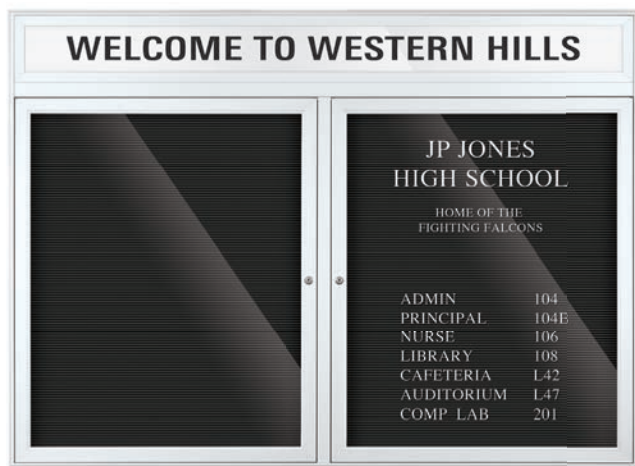 WELCOME TO WESTERN HILLS
JP JONES
HIGH SCHOOL
HOME OF THE
FIGHTING FALCONS
ADMIN 104
PRINCIPAL 104E
NURSE 106
LIBRARY 108
CAFETERIA L42
AUDITORIUM L47
COMP LAB 201